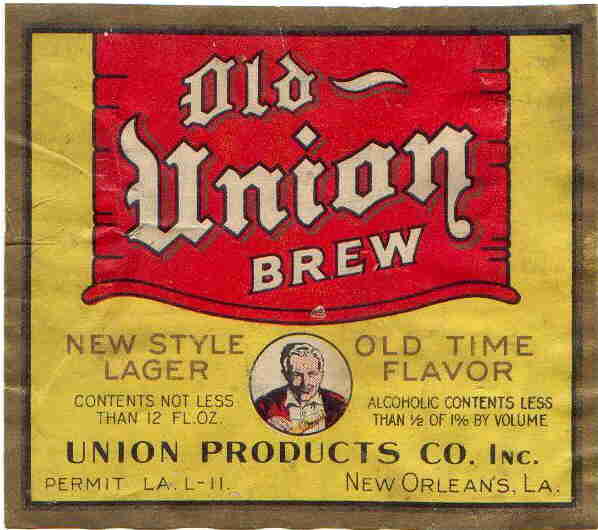 Old
Union
BREW
NEW STYLE
LAGER
OLD TIME
FLAVOR
CONTENTS NOT LESS
THAN 12 FL.OZ.
ALCOHOLIC CONTENTS LESS
THAN ½ OF 1% BY VOLUME
UNION PRODUCTS CO. INC.
PERMIT LA. L-11.
NEW ORLEANS, LA.